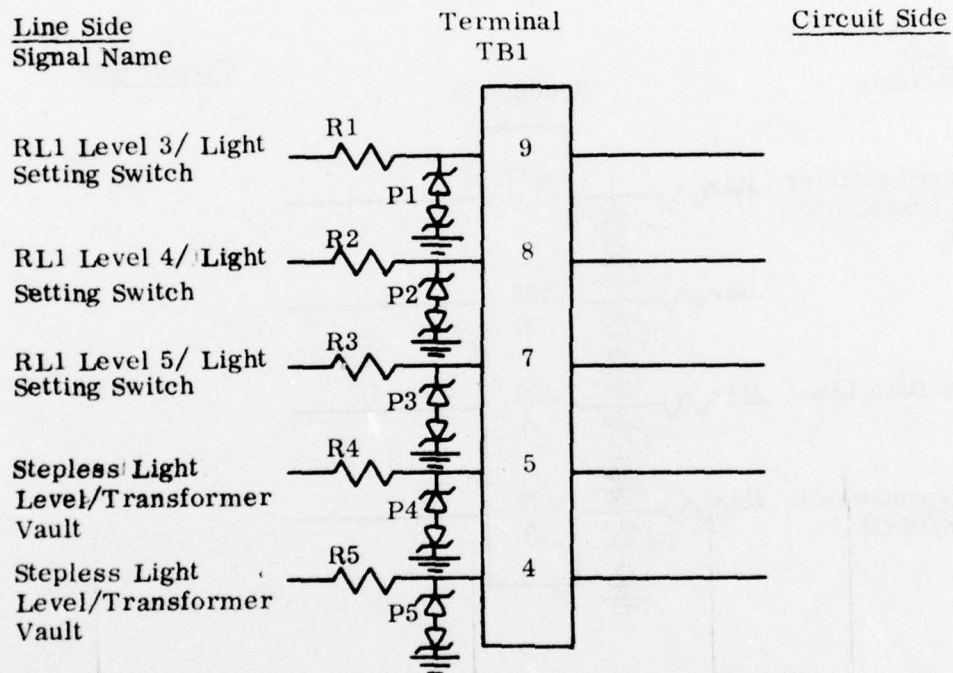 Line Side
Signal Name
Terminal
TB1
Circuit Side
RL1 Level 3/ Light
Setting Switch
R1
P1
9
RL1 Level 4/ Light
Setting Switch
R2
P2
8
RL1 Level 5/ Light
Setting Switch
R3
P3
7
Stepless Light
Level/Transformer
Vault
R4
P4
5
Stepless Light
Level/Transformer
Vault
R5
P5
4